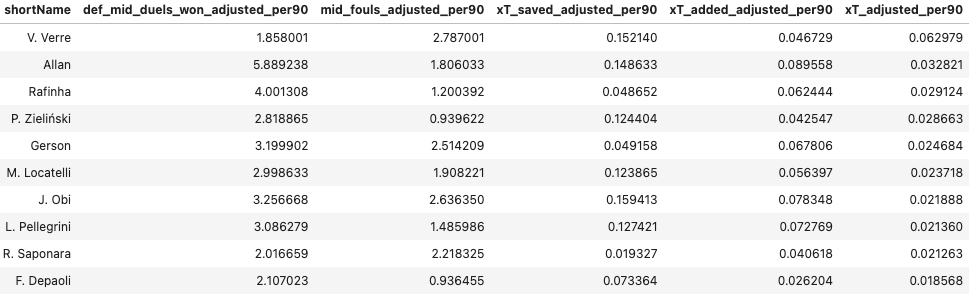 shortName def_mid_duels_won_adjusted_per90 mid_fouls_adjusted_per90 xT_saved_adjusted_per90 xT_added_adjusted_per90 xT_adjusted_per90
V. Verre 1.858001 2.787001 0.152140 0.046729 0.062979
Allan 5.889238 1.806033 0.148633 0.089558 0.032821
Rafinha 4.001308 1.200392 0.048652 0.062444 0.029124
P. Zieliński 2.818865 0.939622 0.124404 0.042547 0.028663
Gerson 3.199902 2.514209 0.049158 0.067806 0.024684
M. Locatelli 2.998633 1.908221 0.123865 0.056397 0.023718
J. Obi 3.256668 2.636350 0.159413 0.078348 0.021888
L. Pellegrini 3.086279 1.485986 0.127421 0.072769 0.021360
R. Saponara 2.016659 2.218325 0.019327 0.040618 0.021263
F. Depaoli 2.107023 0.936455 0.073364 0.026204 0.018568